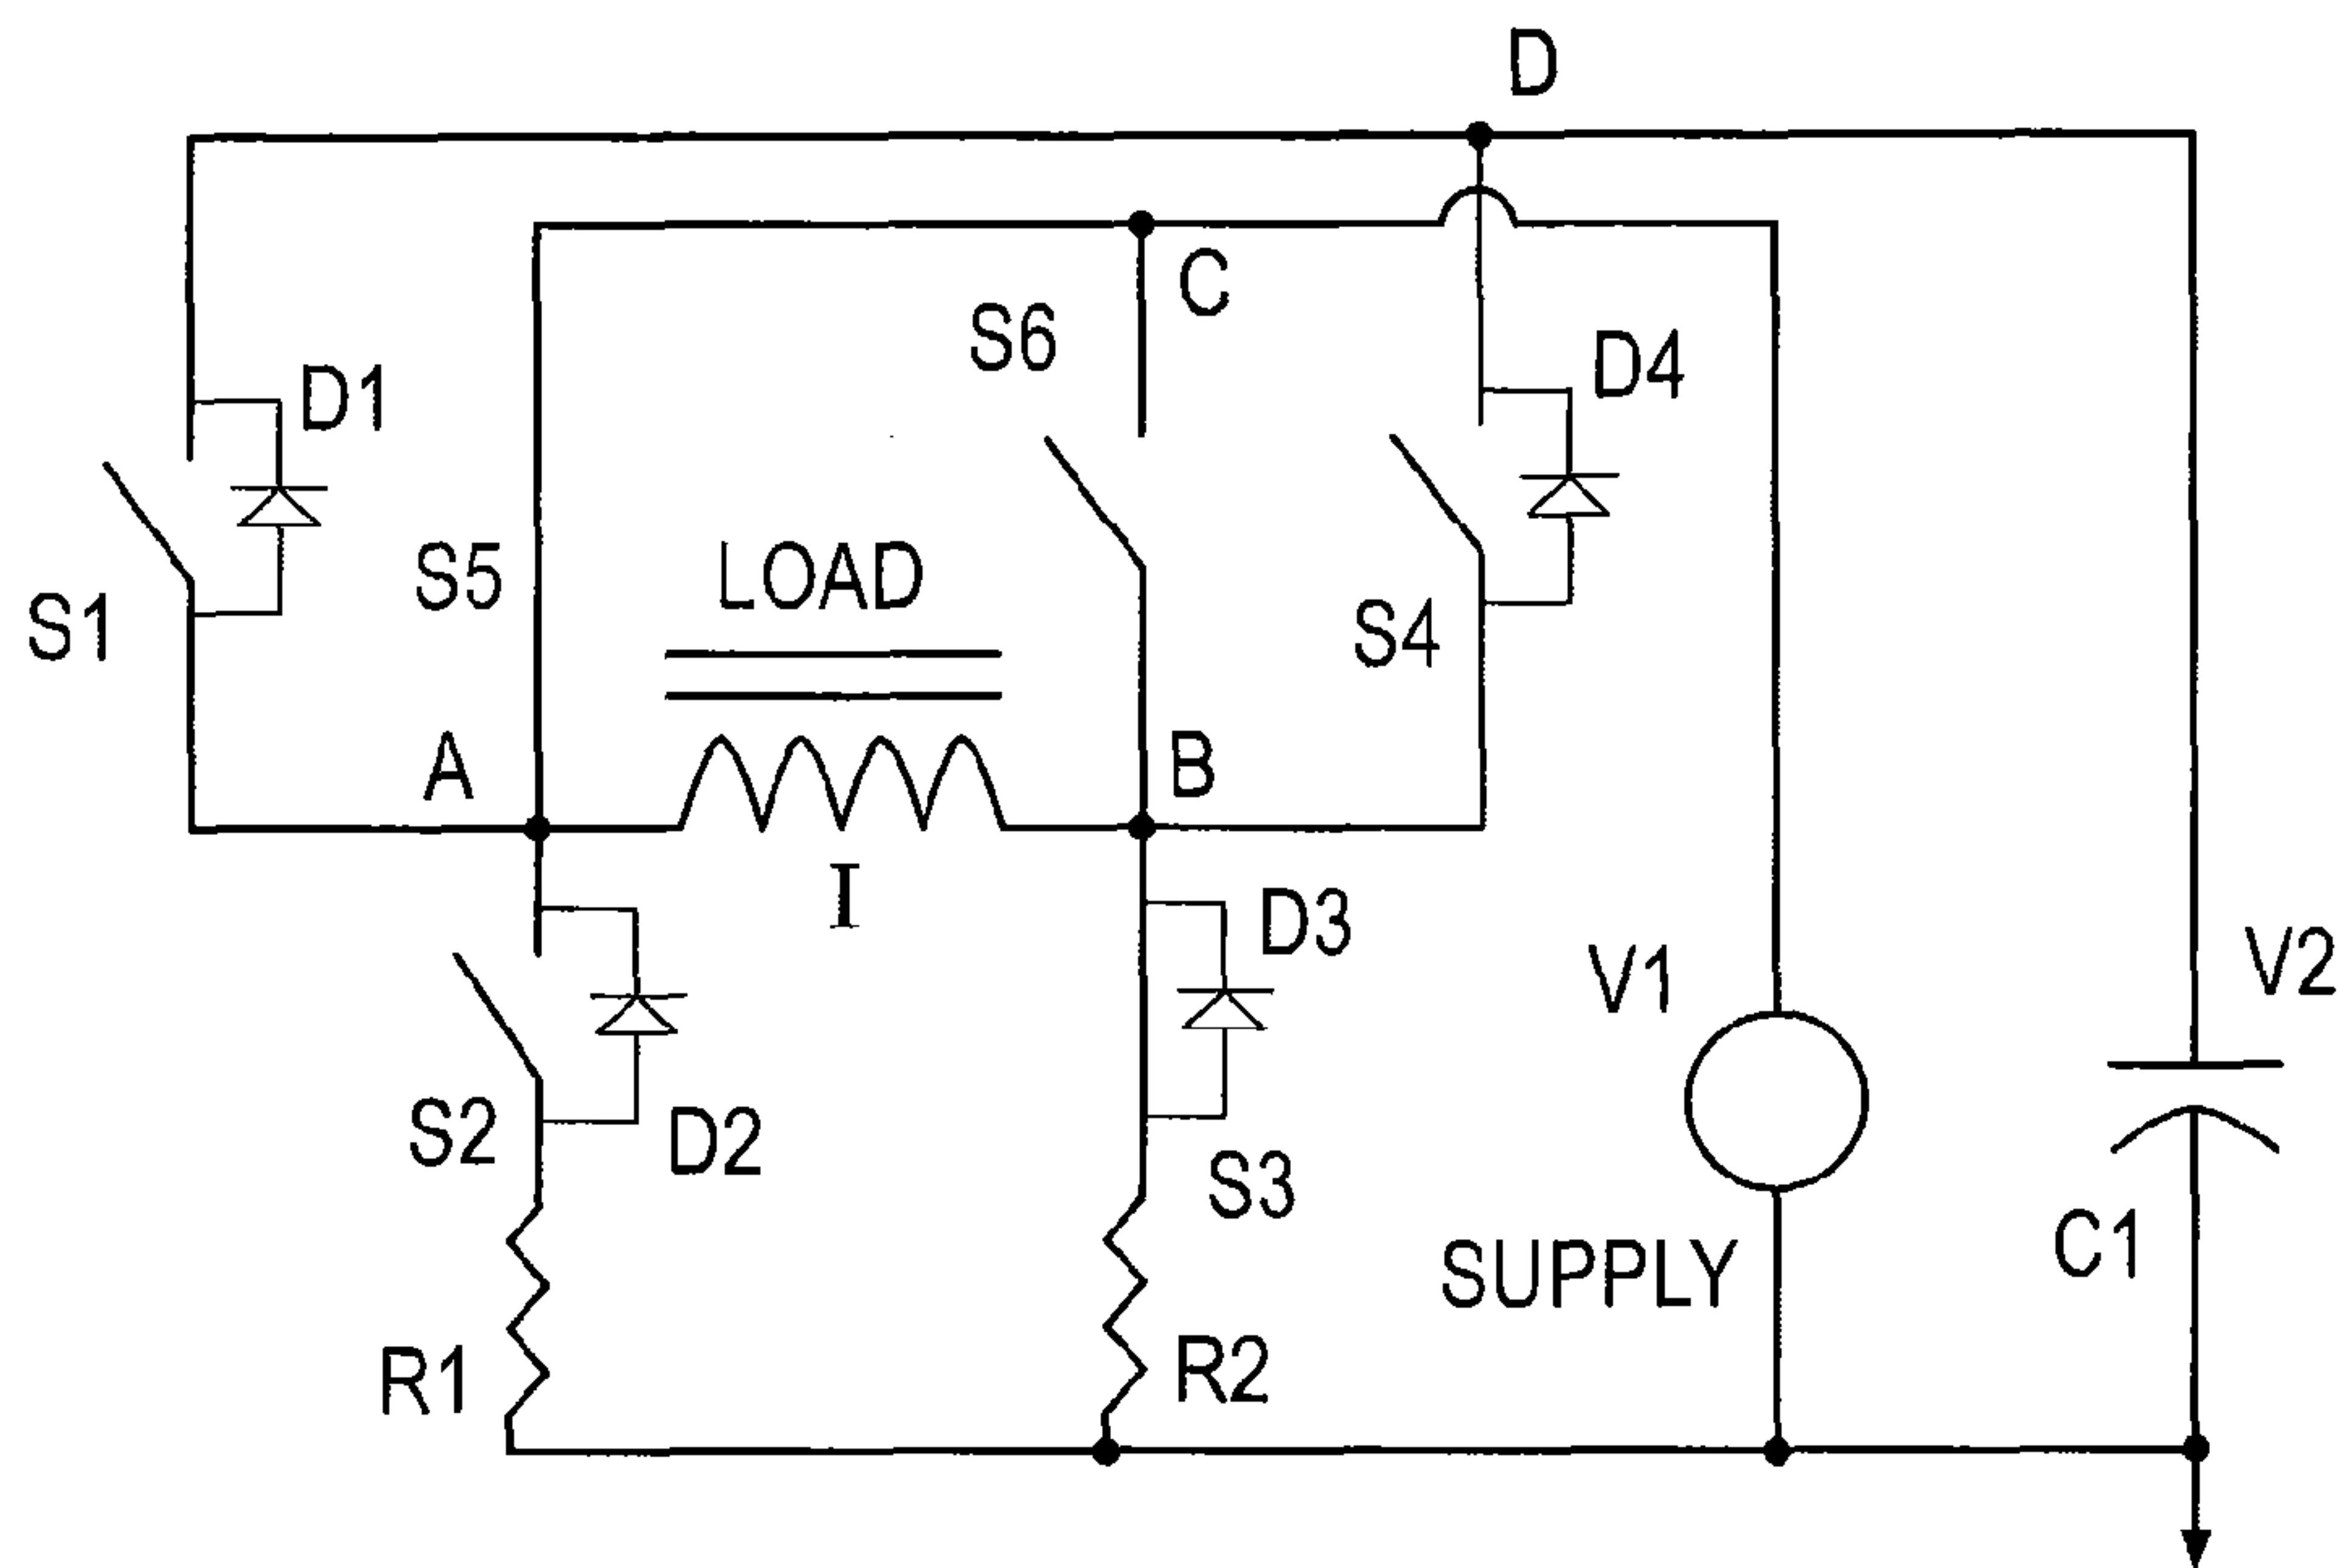 D
C
S6
D1
D4
S5
LOAD
S1
S4
A
B
I
D3
V1
V2
S2
D2
S3
C1
SUPPLY
R1
R2